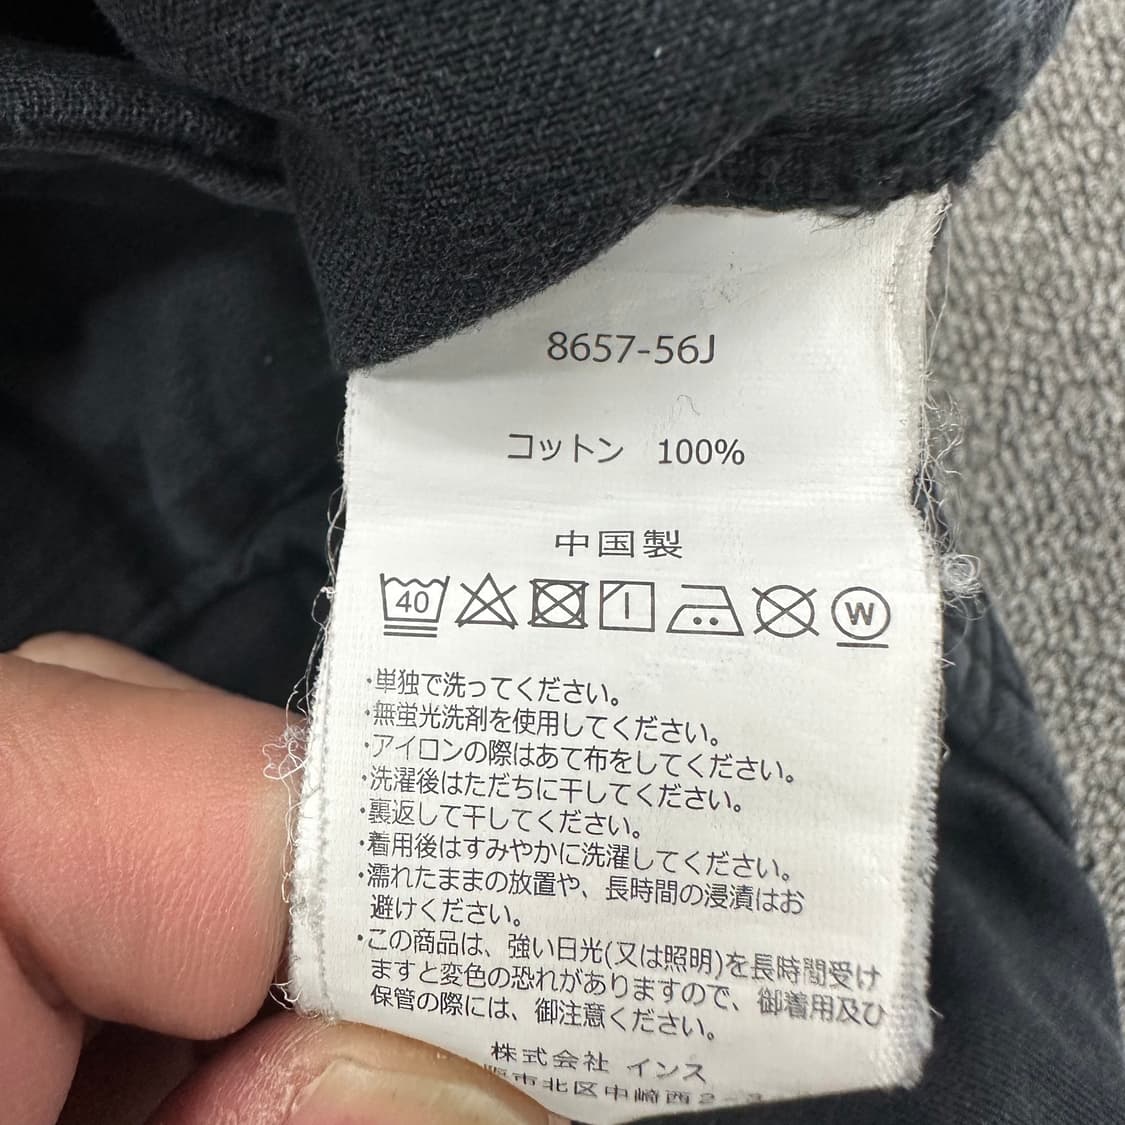 8657-56J
コットン 100%
中国製
40
W
・単独で洗ってください。
・無蛍光洗剤を使用してください。
・アイロンの際はあて布をしてください。
・洗濯後はただちに干してください。
・裏返して干してください。
・着用後はすみやかに洗濯してください。
・濡れたままの放置や、長時間の浸漬はお
避けください。
・この商品は、強い日光(又は照明)を長時間受け
ますと変色の恐れがありますので、御着用及び
保管の際には、御注意ください。
株式会社 インス
市北区中崎西2-